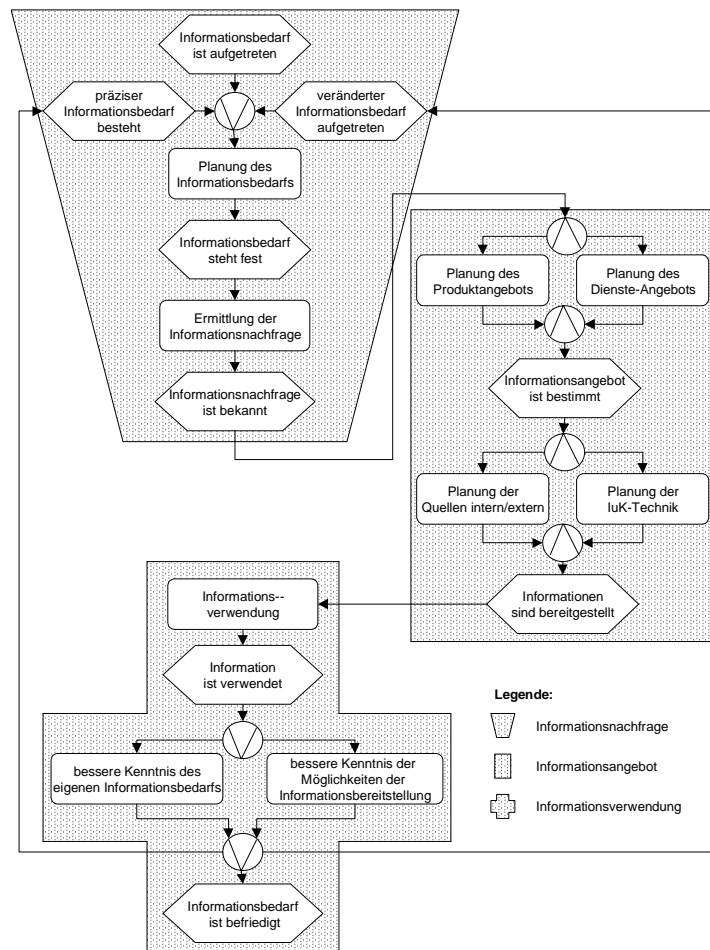 Informationsbedarf
ist aufgetreten
präziser
Informationsbedarf
besteht
veränderter
Informationsbedarf
aufgetreten
Planung des
Informationsbedarfs
Informationsbedarf
steht fest
Ermittlung der
Informationsnachfrage
Informationsnachfrage
ist bekannt
Planung des
Produktangebots
Planung des
Dienste-Angebots
Informationsangebot
ist bestimmt
Planung der
Quellen intern/extern
Planung der
IuK-Technik
Informationen
sind bereitgestellt
Informations--
verwendung
Information
ist verwendet
bessere Kenntnis des
eigenen Informationsbedarfs
bessere Kenntnis der
Möglichkeiten der
Informationsbereitstellung
Informationsbedarf
ist befriedigt
Legende:
Informationsnachfrage
Informationsangebot
Informationsverwendung